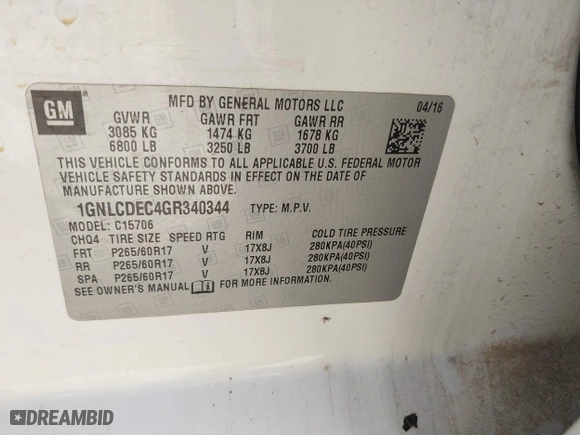 GM
MFD BY GENERAL MOTORS LLC 04/16
GVWR GAWR FRT GAWR RR
3085 KG 1474 KG 1678 KG
6800 LB 3250 LB 3700 LB
THIS VEHICLE CONFORMS TO ALL APPLICABLE U.S. FEDERAL MOTOR
VEHICLE SAFETY STANDARDS IN EFFECT ON THE DATE OF
MANUFACTURE SHOWN ABOVE.
1GNLCDEC4GR340344 TYPE: M.P.V.
MODEL: C15706
CHQ4 TIRE SIZE SPEED RTG RIM COLD TIRE PRESSURE
FRT P265/60R17 V 17X8J 280KPA(40PSI)
RR P265/60R17 V 17X8J 280KPA(40PSI)
SPA P265/60R17 V 17X8J 280KPA(40PSI)
SEE OWNER'S MANUAL FOR MORE INFORMATION.
DREAMBID